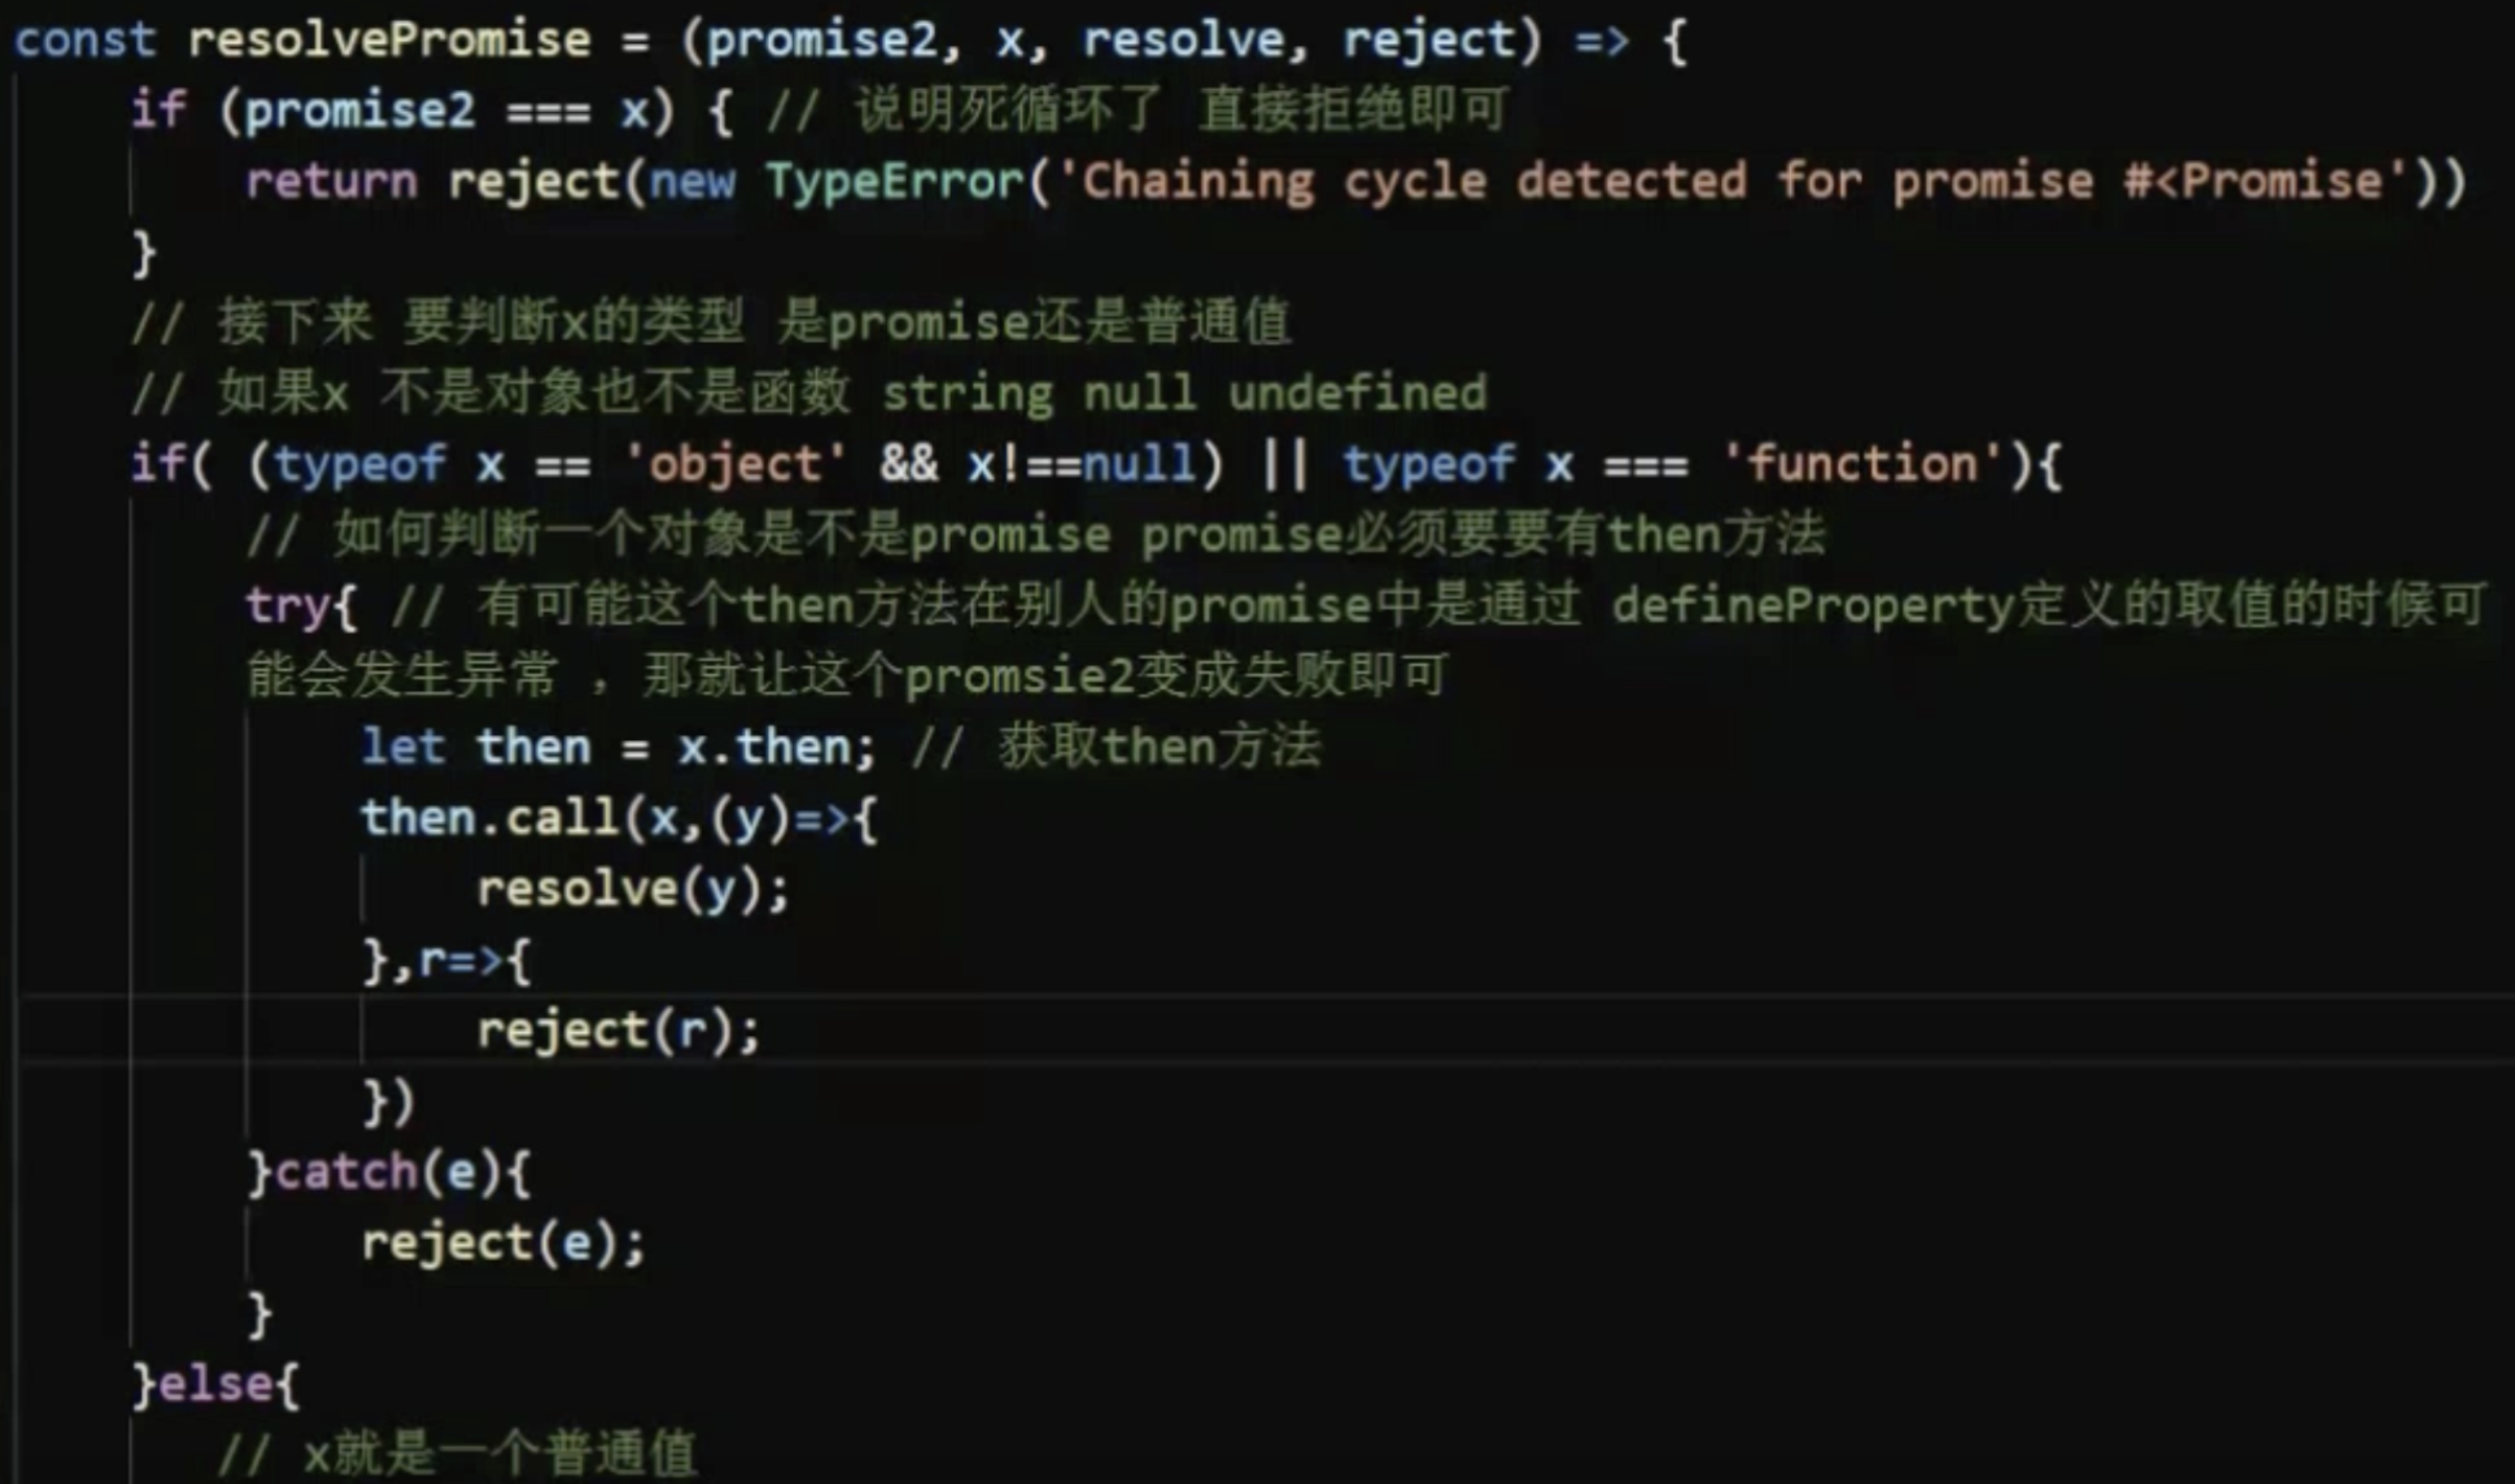 const resolvePromise = (promise2, x, resolve, reject) => {
if (promise2 === x) { // 说明死循环了 直接拒绝即可
return reject(new TypeError('Chaining cycle detected for promise #<Promise'))
}
// 接下来 要判断x的类型 是promise还是普通值
// 如果x 不是对象也不是函数 string null undefined
if( (typeof x == 'object' && x!==null) || typeof x === 'function'){
// 如何判断一个对象是不是promise promise必须要要有then方法
try{ // 有可能这个then方法在别人的promise中是通过 defineProperty定义的取值的时候可
能会发生异常 ，那就让这个promsie2变成失败即可
let then = x.then; // 获取then方法
then.call(x,(y)=>{
resolve(y);
},r=>{
reject(r);
})
}catch(e){
reject(e);
}
}else{
// x就是一个普通值